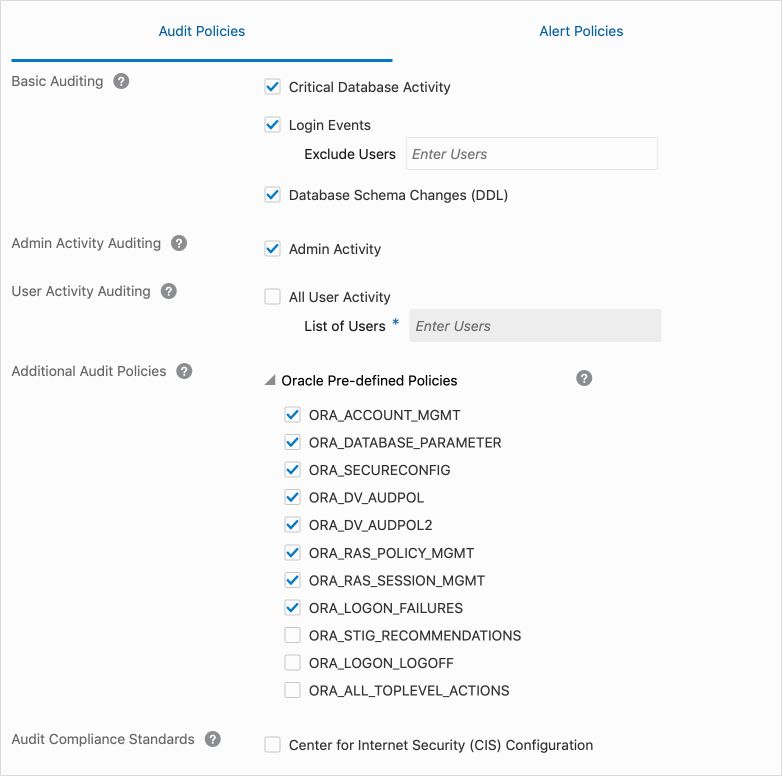 Audit Policies
Alert Policies
Basic Auditing ?
Critical Database Activity
Login Events
Exclude Users Enter Users
Database Schema Changes (DDL)
Admin Activity Auditing ?
Admin Activity
User Activity Auditing ?
All User Activity
List of Users * Enter Users
Additional Audit Policies ?
Oracle Pre-defined Policies ?
ORA_ACCOUNT_MGMT
ORA_DATABASE_PARAMETER
ORA_SECURECONFIG
ORA_DV_AUDPOL
ORA_DV_AUDPOL2
ORA_RAS_POLICY_MGMT
ORA_RAS_SESSION_MGMT
ORA_LOGON_FAILURES
ORA_STIG_RECOMMENDATIONS
ORA_LOGON_LOGOFF
ORA_ALL_TOPLEVEL_ACTIONS
Audit Compliance Standards ?
Center for Internet Security (CIS) Configuration